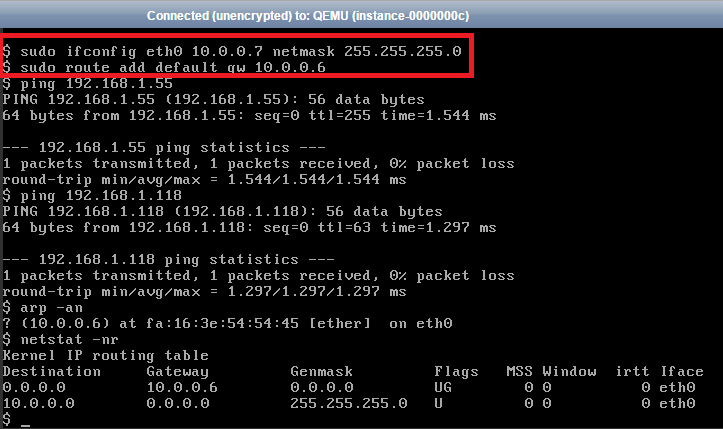 Connected (unencrypted) to: QEMU (instance-0000000c)
$ sudo ifconfig eth0 10.0.0.7 netmask 255.255.255.0
$ sudo route add default gw 10.0.0.6
$ ping 192.168.1.55
PING 192.168.1.55 (192.168.1.55): 56 data bytes
64 bytes from 192.168.1.55: seq=0 ttl=255 time=1.544 ms

--- 192.168.1.55 ping statistics ---
1 packets transmitted, 1 packets received, 0% packet loss
round-trip min/avg/max = 1.544/1.544/1.544 ms
$ ping 192.168.1.118
PING 192.168.1.118 (192.168.1.118): 56 data bytes
64 bytes from 192.168.1.118: seq=0 ttl=63 time=1.297 ms

--- 192.168.1.118 ping statistics ---
1 packets transmitted, 1 packets received, 0% packet loss
round-trip min/avg/max = 1.297/1.297/1.297 ms
$ arp -an
? (10.0.0.6) at fa:16:3e:54:54:45 [ether]  on eth0
$ netstat -nr
Kernel IP routing table
Destination     Gateway         Genmask         Flags   MSS Window  irtt Iface
0.0.0.0         10.0.0.6        0.0.0.0         UG        0 0          0 eth0
10.0.0.0        0.0.0.0         255.255.255.0   U         0 0          0 eth0
$ _